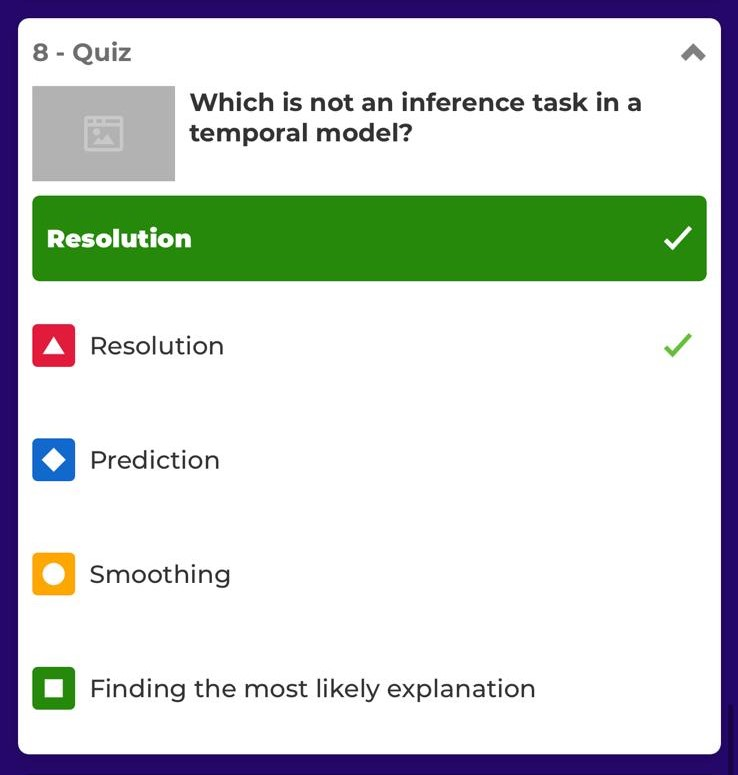 8 - Quiz
Which is not an inference task in a
temporal model?
Resolution
Resolution
Prediction
Smoothing
Finding the most likely explanation